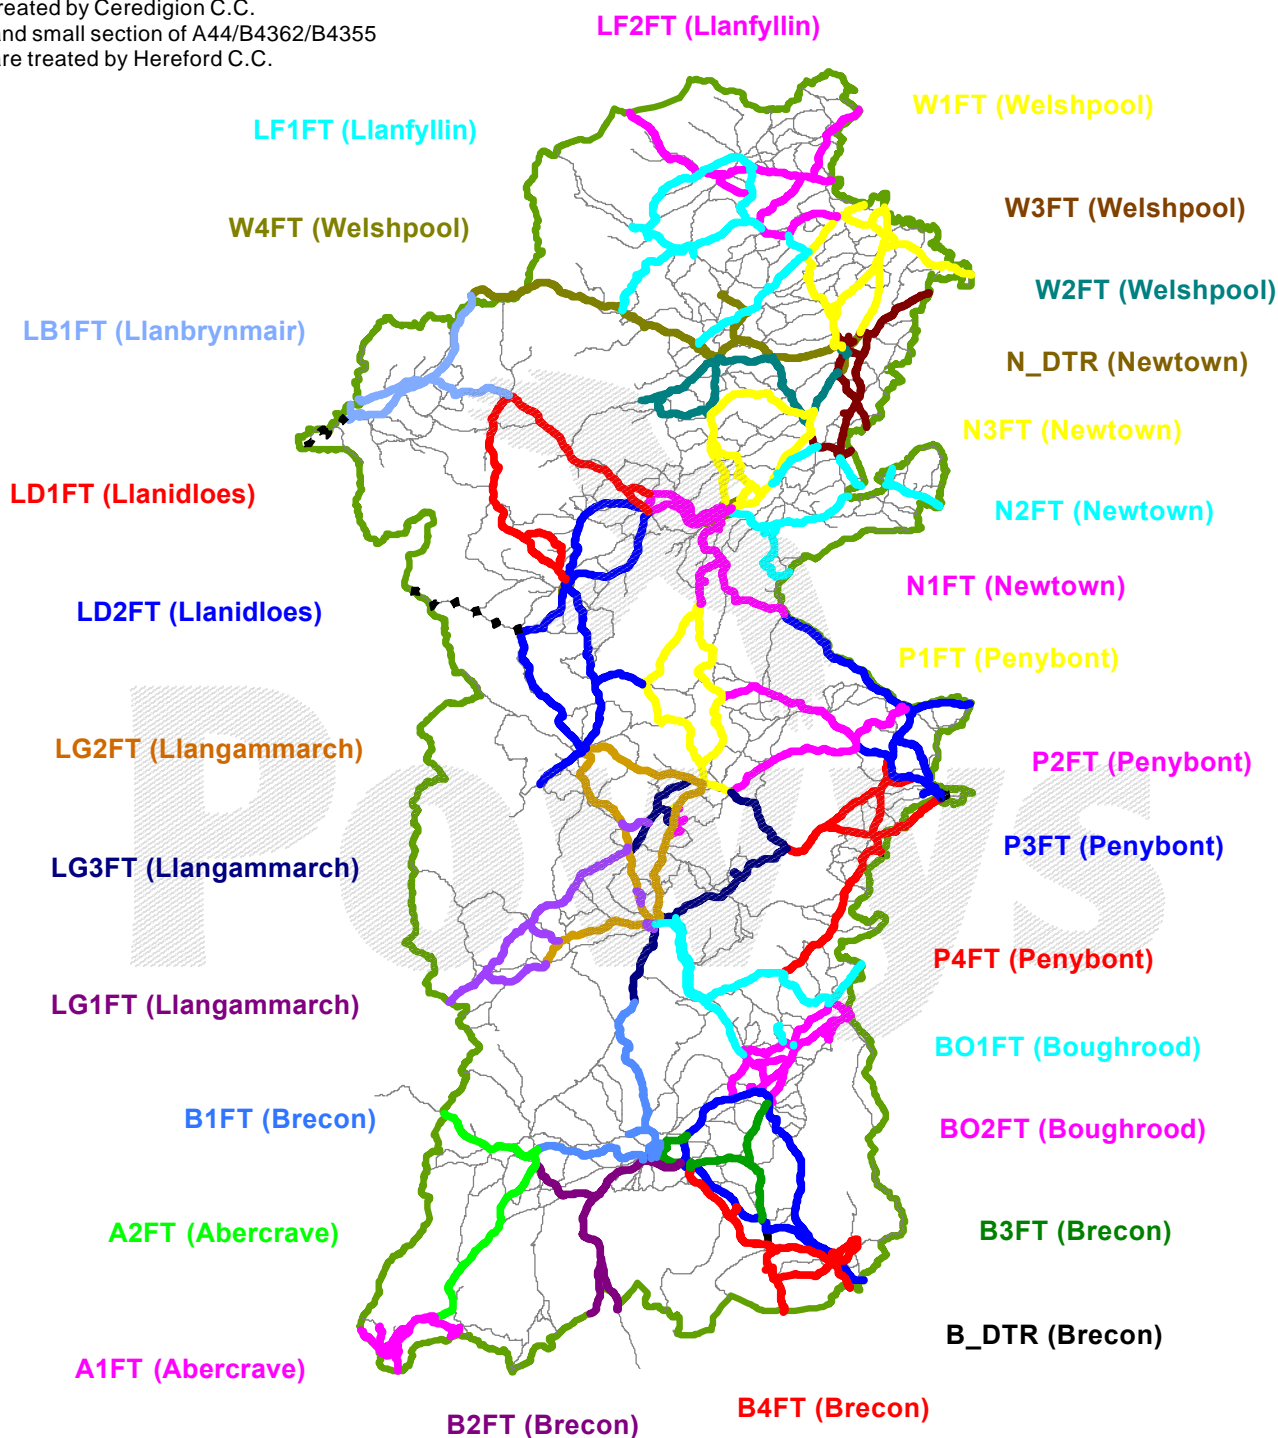 reated by Ceredigion C.C.
and small section of A44/B4362/B4355
are treated by Hereford C.C.
LF2FT (Llanfyllin)
W1FT (Welshpool)
LF1FT (Llanfyllin)
W3FT (Welshpool)
W4FT (Welshpool)
W2FT (Welshpool)
LB1FT (Llanbrynmair)
N_DTR (Newtown)
N3FT (Newtown)
LD1FT (Llanidloes)
N2FT (Newtown)
N1FT (Newtown)
LD2FT (Llanidloes)
P1FT (Penybont)
LG2FT (Llangammarch)
P2FT (Penybont)
P3FT (Penybont)
LG3FT (Llangammarch)
Powys
P4FT (Penybont)
LG1FT (Llangammarch)
BO1FT (Boughrood)
B1FT (Brecon)
BO2FT (Boughrood)
A2FT (Abercrave)
B3FT (Brecon)
B_DTR (Brecon)
A1FT (Abercrave)
B4FT (Brecon)
B2FT (Brecon)